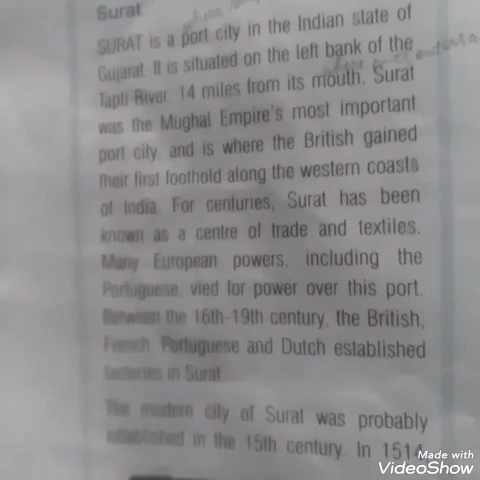 Surat
SURAT is a port city in the Indian state of
Gujarat. It is situated on the left bank of the
Tapti River, 14 miles from its mouth. Surat
was the Mughal Empire's most important
port city, and is where the British gained
their first foothold along the western coasts
of India. For centuries, Surat has been
known as a centre of trade and textiles.
Many European powers, including the
Portuguese, vied for power over this port.
Between the 16th-19th century, the British,
French, Portuguese and Dutch established
factories in Surat.
The modern city of Surat was probably
established in the 15th century. In 1514
Made with
VideoShow